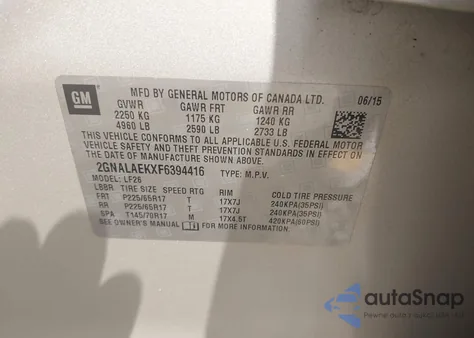 GM
MFD BY GENERAL MOTORS OF CANADA LTD. 06/15
GVWR GAWR FRT GAWR RR
2250 KG 1175 KG 1240 KG
4960 LB 2590 LB 2733 LB
THIS VEHICLE CONFORMS TO ALL APPLICABLE U.S. FEDERAL MOTOR
VEHICLE SAFETY AND THEFT PREVENTION STANDARDS IN EFFECT
ON THE DATE OF MANUFACTURE SHOWN ABOVE.
2GNALAEKXF6394416 TYPE: M.P.V.
MODEL: LF26
LBBR TIRE SIZE SPEED RTG RIM COLD TIRE PRESSURE
FRT P225/65R17 T 17X7J 240KPA(35PSI)
RR P225/65R17 T 17X7J 240KPA(35PSI)
SPA T145/70R17 M 17X4.5T 420KPA(60PSI)
SEE OWNER'S MANUAL FOR MORE INFORMATION
autoSnap